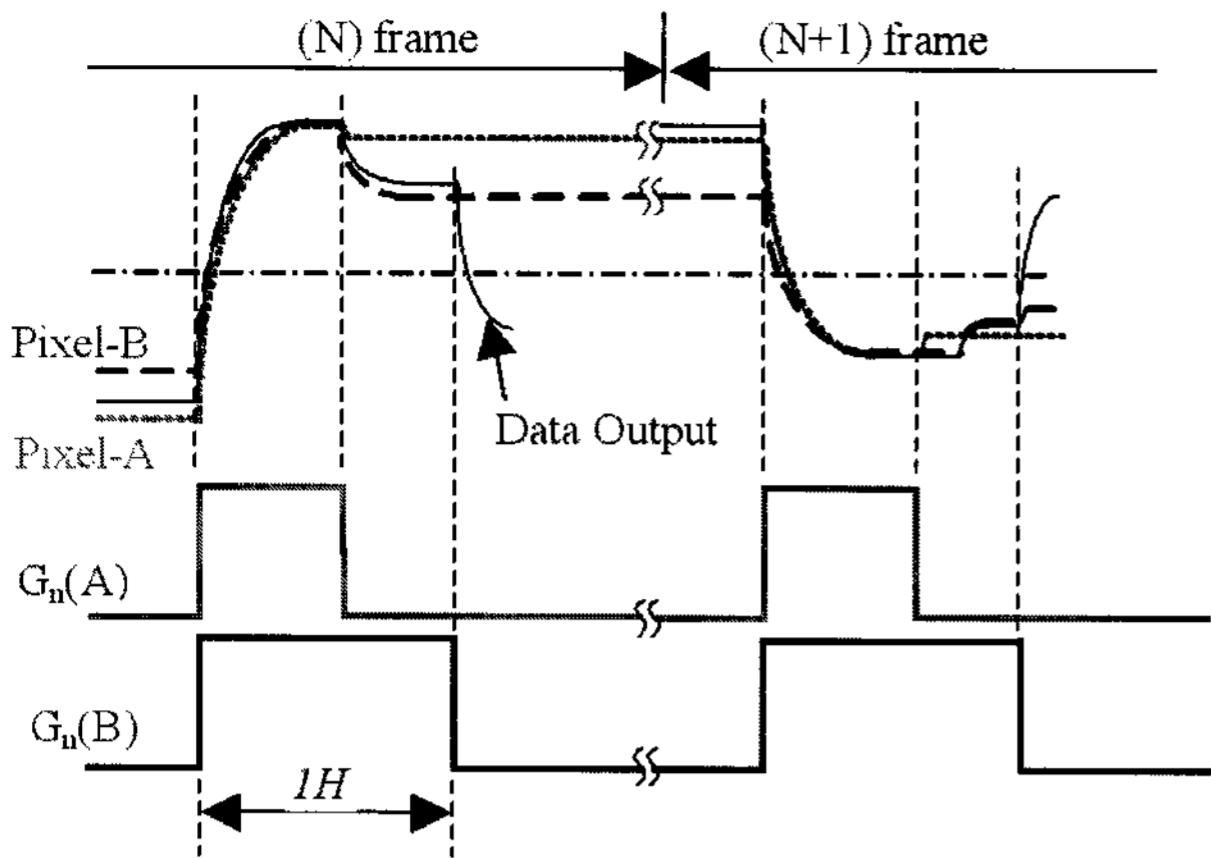 (N) frame
(N+1) frame
Pixel-B
Pixel-A
Data Output
Gₙ(A)
Gₙ(B)
1H